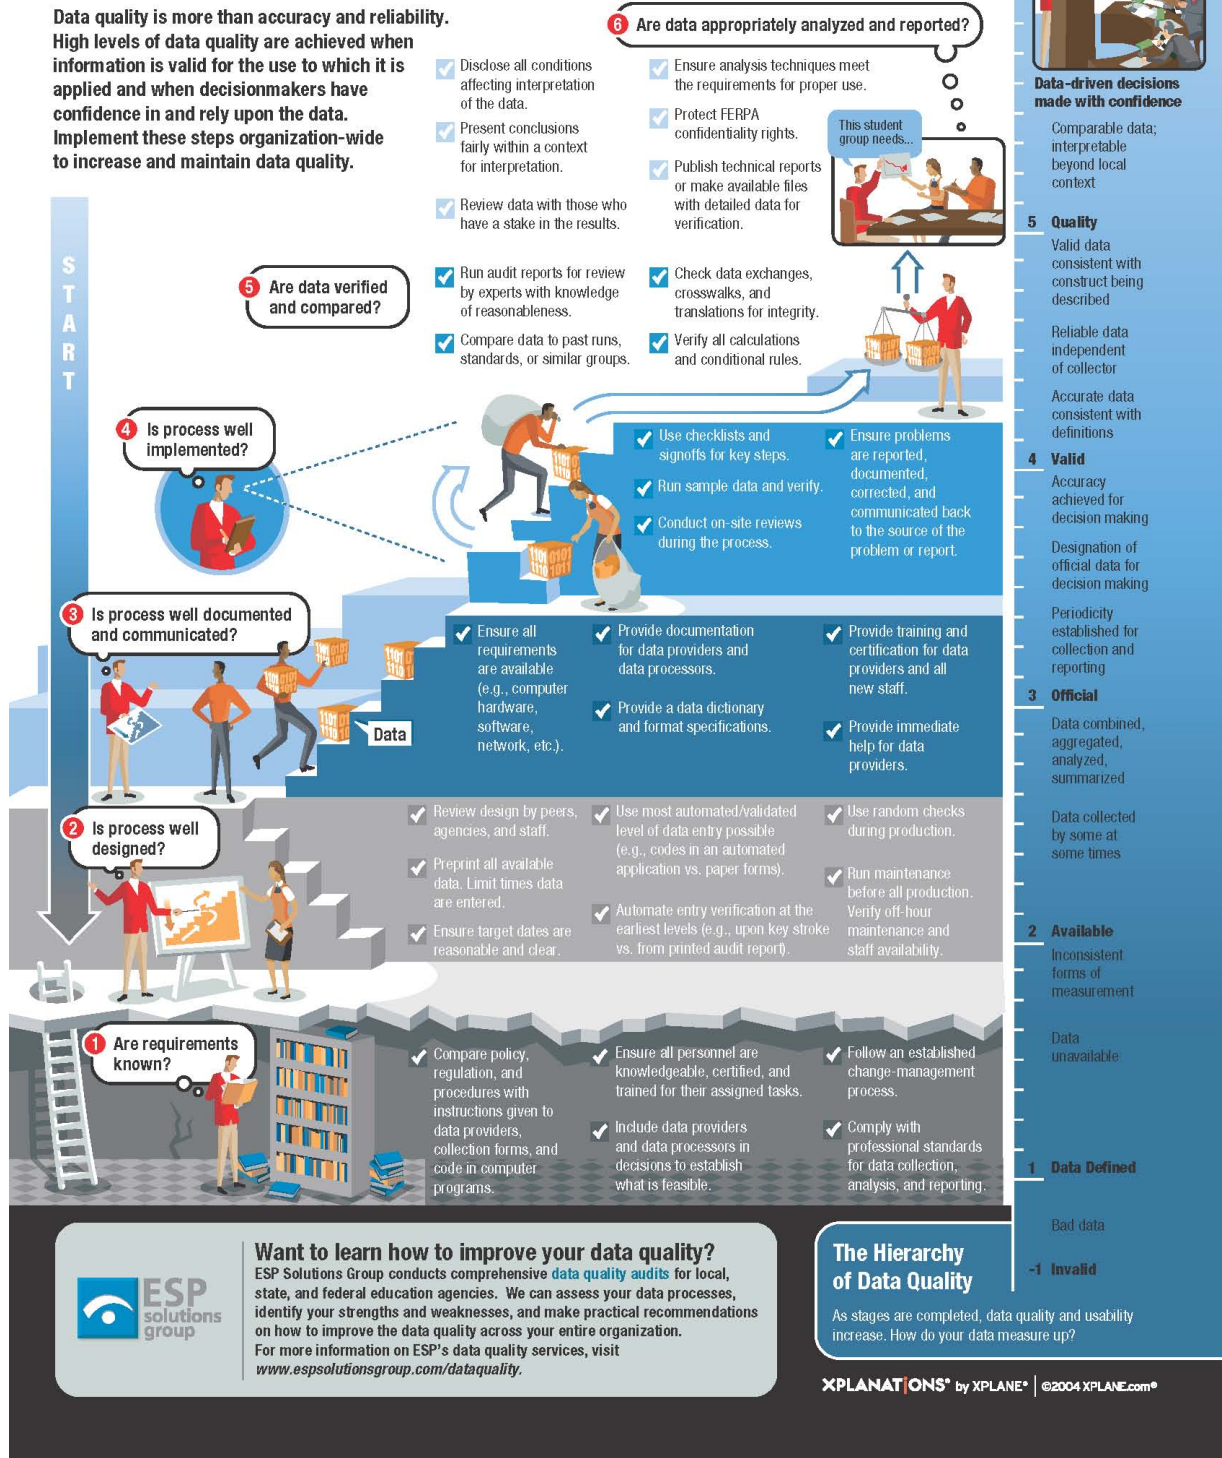 Data quality is more than accuracy and reliability.
High levels of data quality are achieved when
information is valid for the use to which it is
applied and when decisionmakers have
confidence in and rely upon the data.
Implement these steps organization-wide
to increase and maintain data quality.
6 Are data appropriately analyzed and reported?
Disclose all conditions
affecting interpretation
of the data.
Present conclusions
fairly within a context
for interpretation.
Review data with those who
have a stake in the results.
Ensure analysis techniques meet
the requirements for proper use.
Protect FERPA
confidentiality rights.
Publish technical reports
or make available files
with detailed data for
verification.
This student
group needs...
START
5 Are data verified
and compared?
Run audit reports for review
by experts with knowledge
of reasonableness.
Compare data to past runs,
standards, or similar groups.
Check data exchanges,
crosswalks, and
translations for integrity.
Verify all calculations
and conditional rules.
4 Is process well
implemented?
Use checklists and
signoffs for key steps.
Run sample data and verify.
Conduct on-site reviews
during the process.
Ensure problems
are reported,
documented,
corrected, and
communicated back
to the source of the
problem or report.
3 Is process well documented
and communicated?
Data
Ensure all
requirements
are available
(e.g., computer
hardware,
software,
network, etc.).
Provide documentation
for data providers and
data processors.
Provide a data dictionary
and format specifications.
Provide training and
certification for data
providers and all
new staff.
Provide immediate
help for data
providers.
2 Is process well
designed?
Review design by peers,
agencies, and staff.
Preprint all available
data. Limit times data
are entered.
Ensure target dates are
reasonable and clear.
Use most automated/validated
level of data entry possible
(e.g., codes in an automated
application vs. paper forms).
Automate entry verification at the
earliest levels (e.g., upon key stroke
vs. from printed audit report).
Use random checks
during production.
Run maintenance
before all production.
Verify off-hour
maintenance and
staff availability.
1 Are requirements
known?
Compare policy,
regulation, and
procedures with
instructions given to
data providers,
collection forms, and
code in computer
programs.
Ensure all personnel are
knowledgeable, certified, and
trained for their assigned tasks.
Include data providers
and data processors in
decisions to establish
what is feasible.
Follow an established
change-management
process.
Comply with
professional standards
for data collection,
analysis, and reporting.
Data-driven decisions
made with confidence
Comparable data;
interpretable
beyond local
context
5 Quality
Valid data
consistent with
construct being
described
Reliable data
independent
of collector
Accurate data
consistent with
definitions
4 Valid
Accuracy
achieved for
decision making
Designation of
official data for
decision making
Periodicity
established for
collection and
reporting
3 Official
Data combined,
aggregated,
analyzed,
summarized
Data collected
by some at
some times
2 Available
Inconsistent
forms of
measurement
Data
unavailable
1 Data Defined
Bad data
-1 Invalid
The Hierarchy
of Data Quality
As stages are completed, data quality and usability
increase. How do your data measure up?
ESP
solutions
group
Want to learn how to improve your data quality?
ESP Solutions Group conducts comprehensive data quality audits for local,
state, and federal education agencies. We can assess your data processes,
identify your strengths and weaknesses, and make practical recommendations
on how to improve the data quality across your entire organization.
For more information on ESP's data quality services, visit
www.espsolutionsgroup.com/dataquality.
XPLANATiONS® by XPLANE® | ©2004 XPLANE.com®